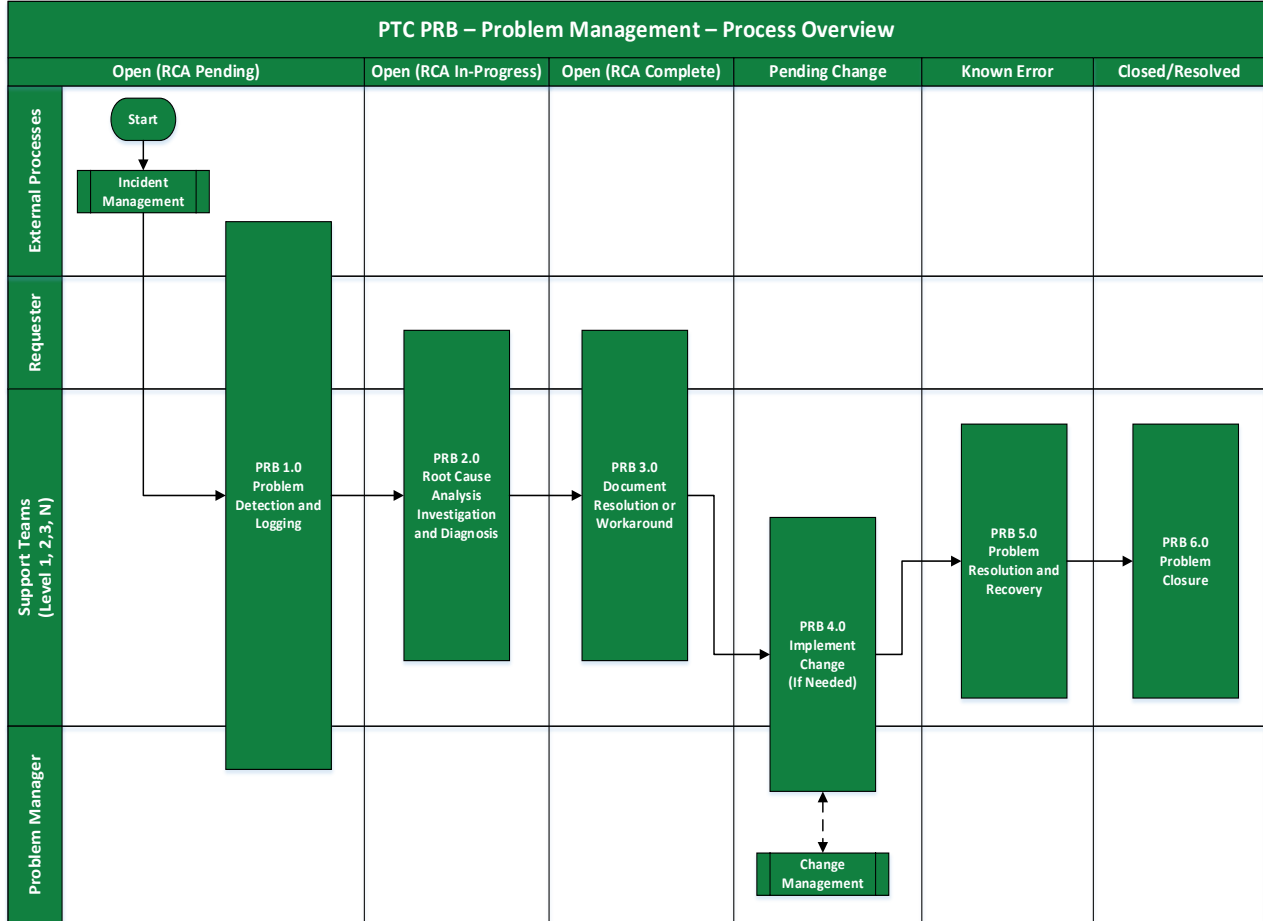 PTC PRB – Problem Management – Process Overview
Open (RCA Pending)
Open (RCA In-Progress)
Open (RCA Complete)
Pending Change
Known Error
Closed/Resolved
External Processes
Start
Incident
Management
Requester
Support Teams
(Level 1, 2,3, N)
PRB 1.0
Problem
Detection and
Logging
PRB 2.0
Root Cause
Analysis
Investigation
and Diagnosis
PRB 3.0
Document
Resolution or
Workaround
PRB 4.0
Implement
Change
(If Needed)
PRB 5.0
Problem
Resolution and
Recovery
PRB 6.0
Problem
Closure
Problem Manager
Change
Management